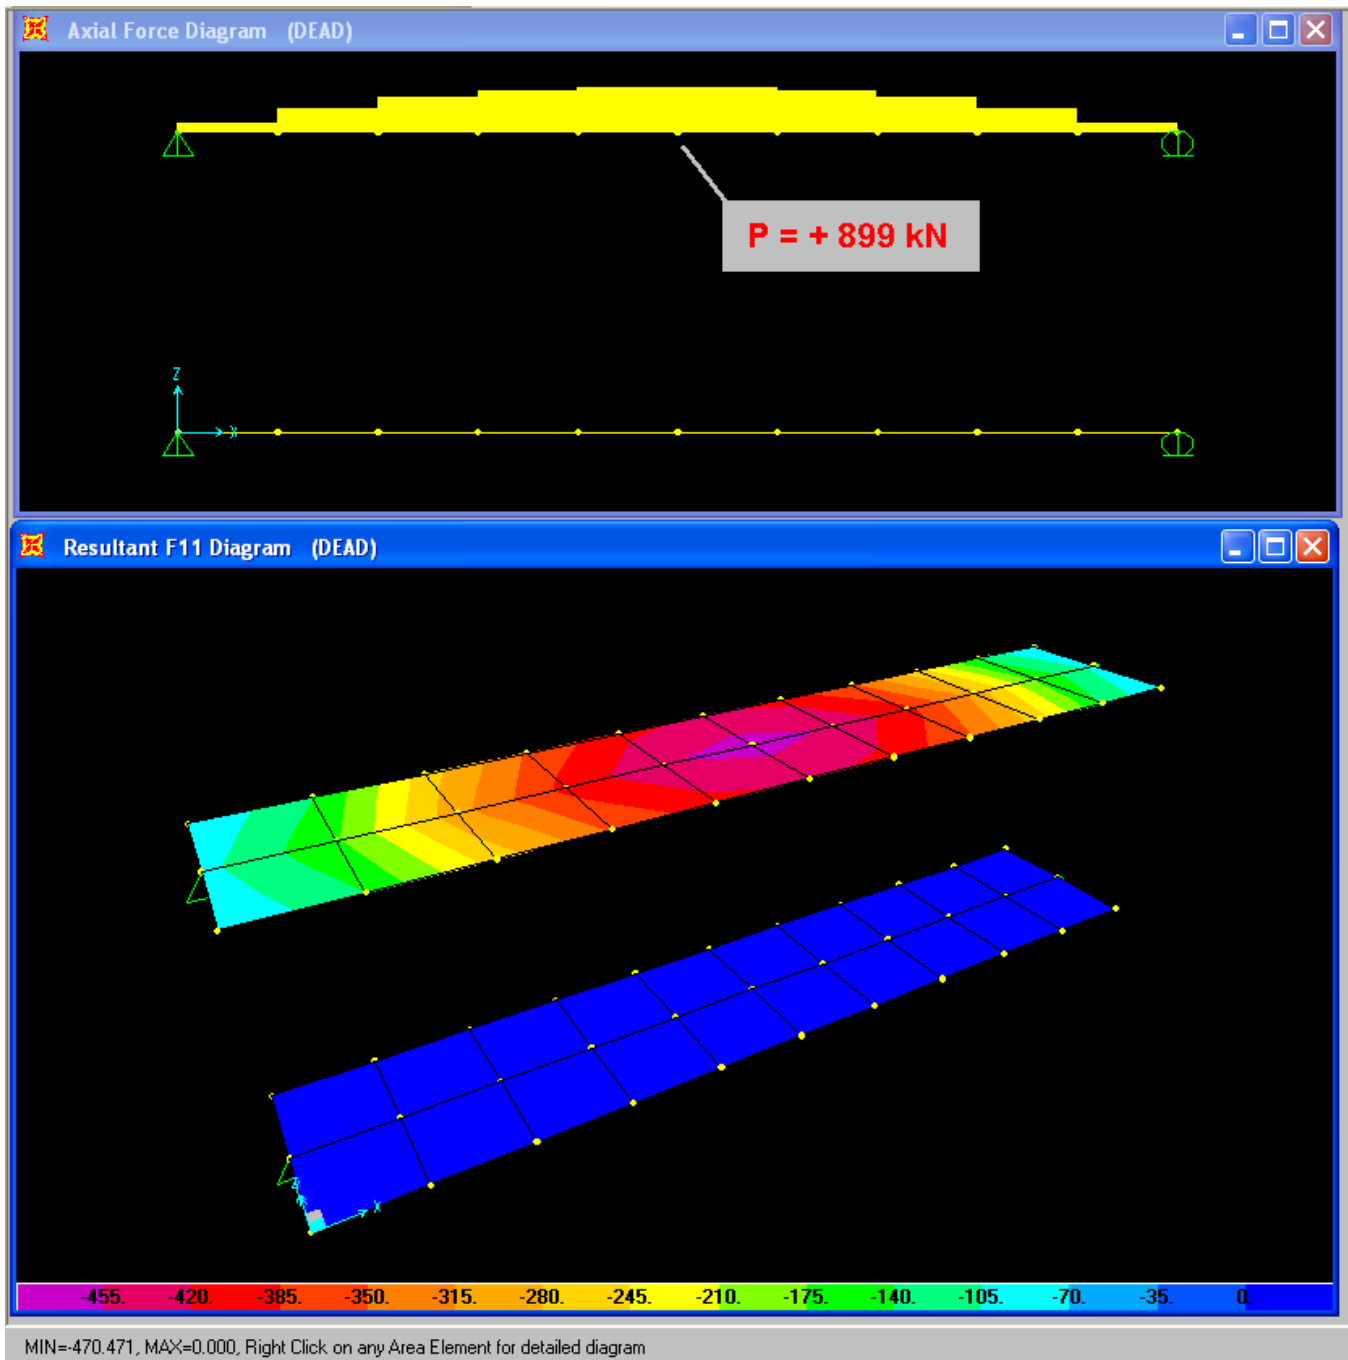 Axial Force Diagram (DEAD)
P = + 899 kN
Z
X
Resultant F11 Diagram (DEAD)
Z
X
-455. -420. -385. -350. -315. -280. -245. -210. -175. -140. -105. -70. -35. 0.
MIN=-470.471, MAX=0.000, Right Click on any Area Element for detailed diagram